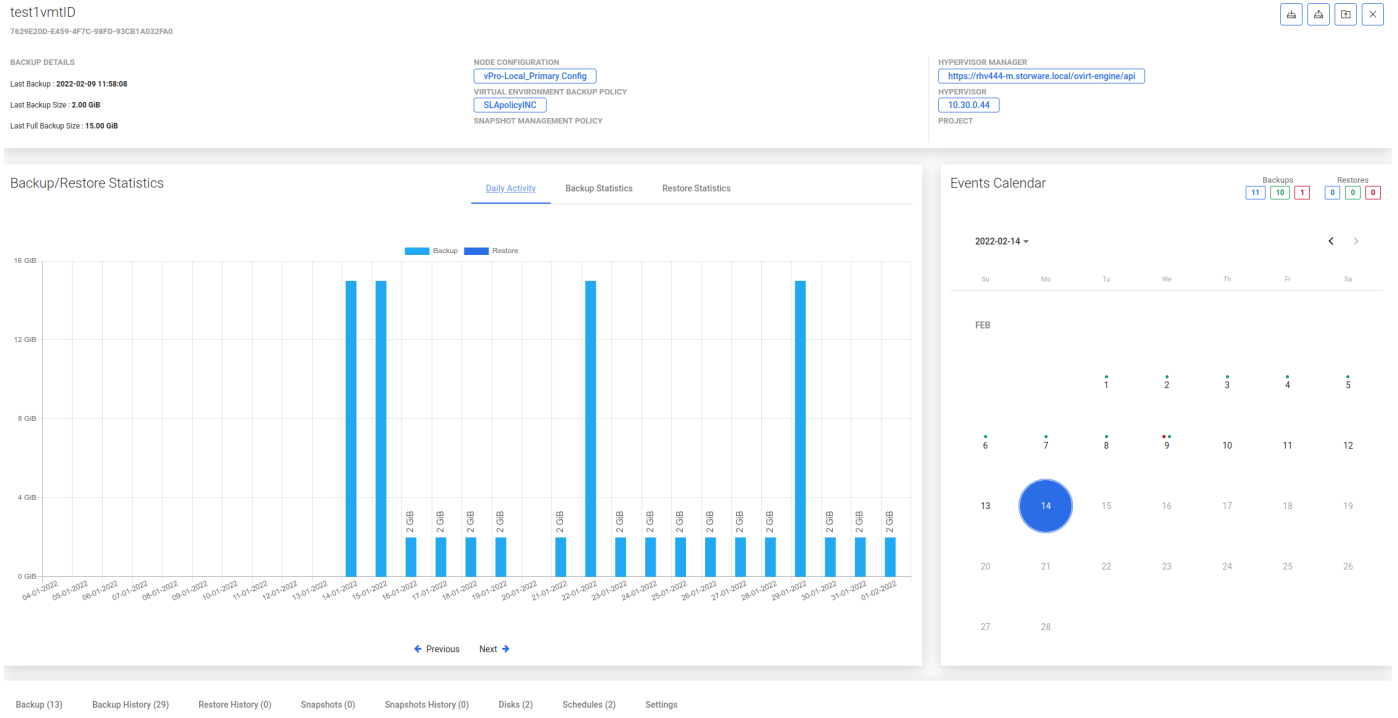 test1vmtID
7629E20D-E459-4F7C-98FD-93CB1A032FA0
BACKUP DETAILS
Last Backup : 2022-02-09 11:58:08
Last Backup Size : 2.00 GiB
Last Full Backup Size : 15.00 GiB
NODE CONFIGURATION
vPro-Local_Primary Config
VIRTUAL ENVIRONMENT BACKUP POLICY
SLApolicyINC
SNAPSHOT MANAGEMENT POLICY
HYPERVISOR MANAGER
https://rhv444-m.storware.local/ovirt-engine/api
HYPERVISOR
10.30.0.44
PROJECT
Backup/Restore Statistics
Daily Activity Backup Statistics Restore Statistics
Backup Restore
16 GiB
12 GiB
8 GiB
4 GiB
0 GiB
2 GiB 2 GiB 2 GiB 2 GiB 2 GiB 2 GiB 2 GiB 2 GiB 2 GiB 2 GiB 2 GiB 2 GiB 2 GiB
04-01-2022 05-01-2022 06-01-2022 07-01-2022 08-01-2022 09-01-2022 10-01-2022 11-01-2022 12-01-2022 13-01-2022 14-01-2022 15-01-2022 16-01-2022 17-01-2022 18-01-2022 19-01-2022 20-01-2022 21-01-2022 22-01-2022 23-01-2022 24-01-2022 25-01-2022 26-01-2022 27-01-2022 28-01-2022 29-01-2022 30-01-2022 31-01-2022 01-02-2022
Previous Next
Events Calendar
Backups Restores
11 10 1 0 0 0
2022-02-14
Su Mo Tu We Th Fr Sa
FEB
1 2 3 4 5
6 7 8 9 10 11 12
13 14 15 16 17 18 19
20 21 22 23 24 25 26
27 28
Backup (13) Backup History (29) Restore History (0) Snapshots (0) Snapshots History (0) Disks (2) Schedules (2) Settings